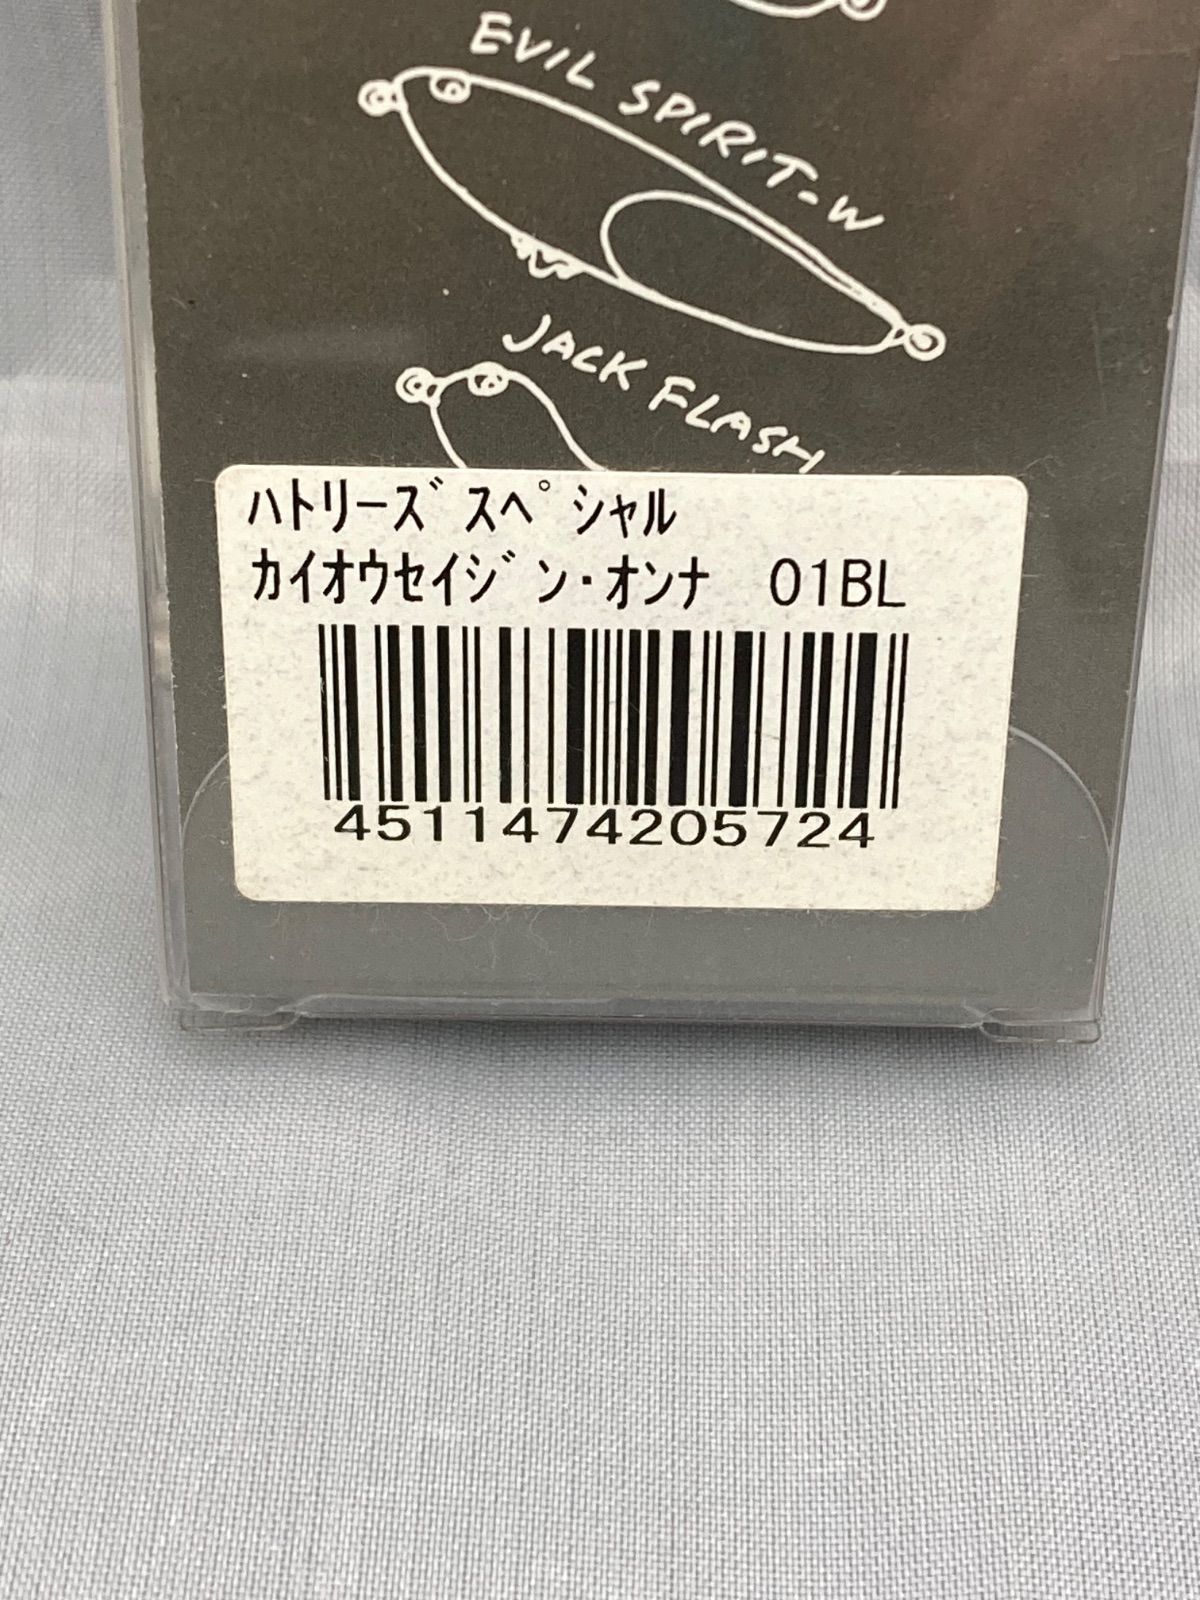 EVIL SPIRIT-W
JACK FLASH
ﾊﾄﾘｰｽﾞｽﾍﾟｼｬﾙ
ｶｲｵｳｾｲｼﾞﾝ・ｵﾝﾅ　01BL
4511474205724